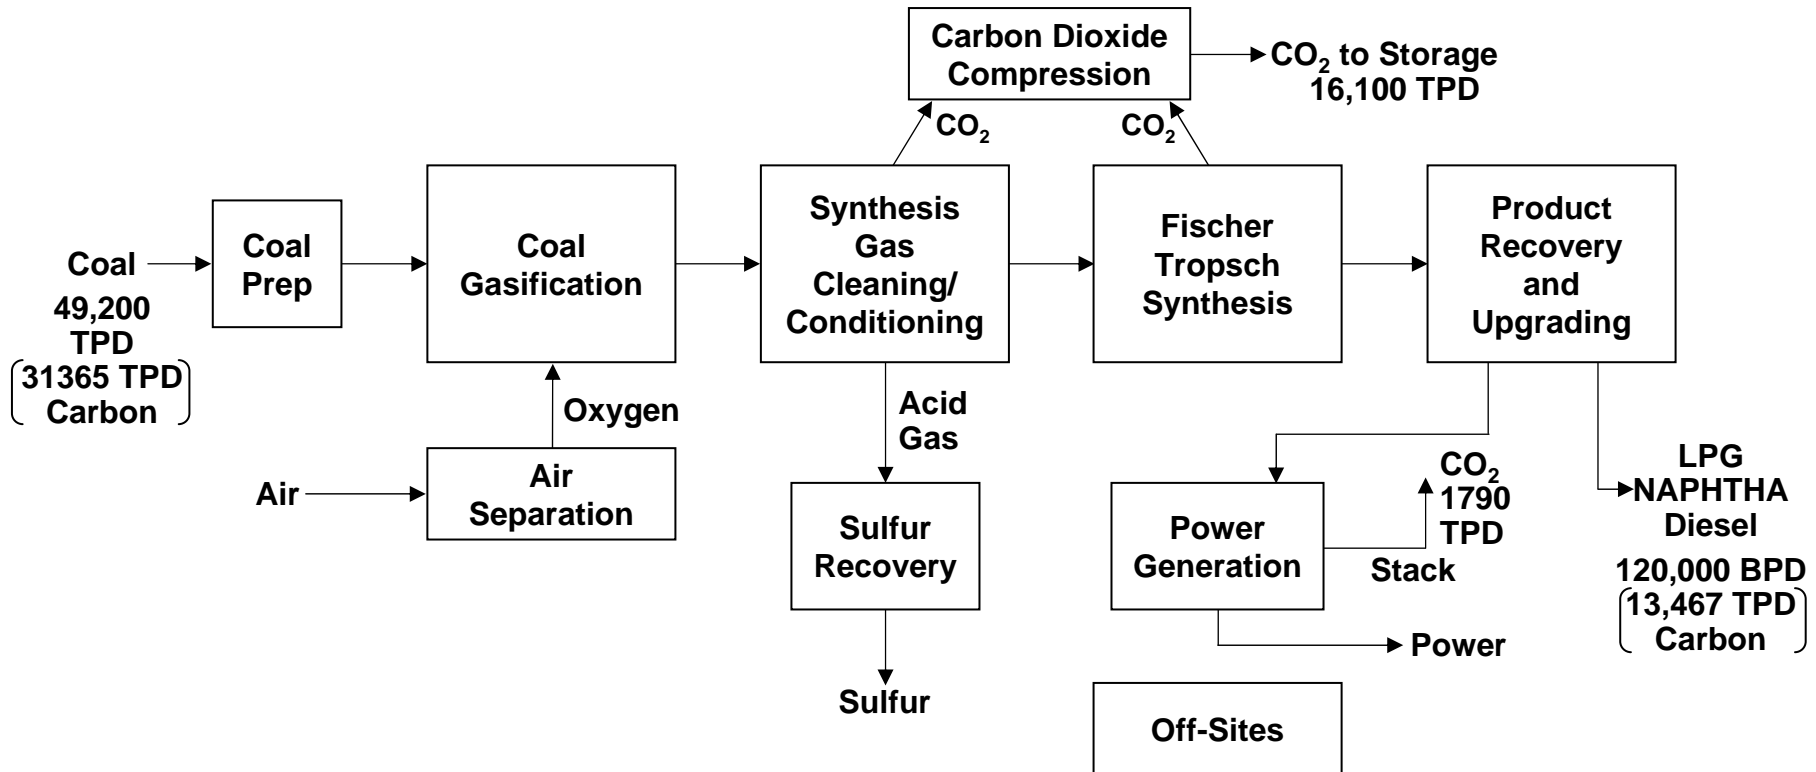 Carbon Dioxide
Compression
CO₂ to Storage
16,100 TPD
CO₂
CO₂
Coal
49,200
TPD
31365 TPD
Carbon
Coal
Prep
Coal
Gasification
Synthesis
Gas
Cleaning/
Conditioning
Fischer
Tropsch
Synthesis
Product
Recovery
and
Upgrading
Oxygen
Acid
Gas
Air
Air
Separation
Sulfur
Recovery
Sulfur
Power
Generation
CO₂
1790
TPD
Stack
Power
LPG
NAPHTHA
Diesel
120,000 BPD
13,467 TPD
Carbon
Off-Sites